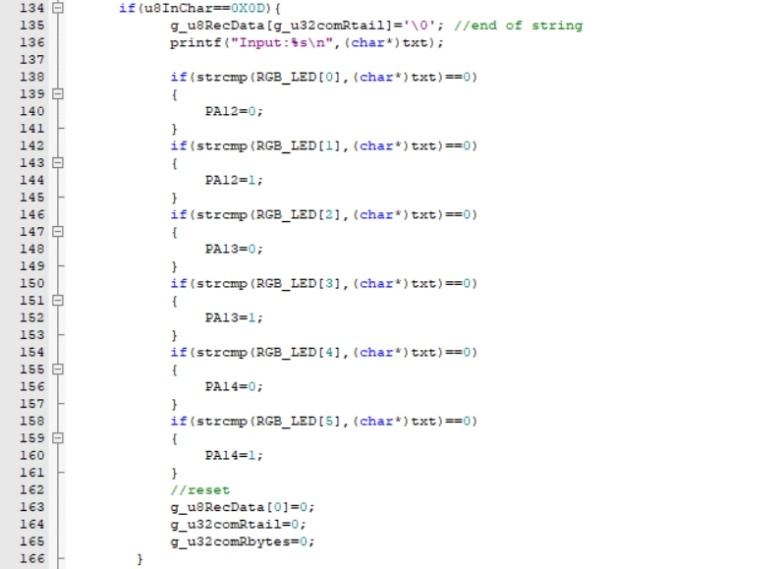 134 if(u8InChar==0X0D){
135 g_u8RecData[g_u32comRtail]='\0'; //end of string
136 printf("Input:%s\n",(char*)txt);
137
138 if(strcmp(RGB_LED[0],(char*)txt)==0)
139 {
140 PA12=0;
141 }
142 if(strcmp(RGB_LED[1],(char*)txt)==0)
143 {
144 PA12=1;
145 }
146 if(strcmp(RGB_LED[2],(char*)txt)==0)
147 {
148 PA13=0;
149 }
150 if(strcmp(RGB_LED[3],(char*)txt)==0)
151 {
152 PA13=1;
153 }
154 if(strcmp(RGB_LED[4],(char*)txt)==0)
155 {
156 PA14=0;
157 }
158 if(strcmp(RGB_LED[5],(char*)txt)==0)
159 {
160 PA14=1;
161 }
162 //reset
163 g_u8RecData[0]=0;
164 g_u32comRtail=0;
165 g_u32comRbytes=0;
166 }